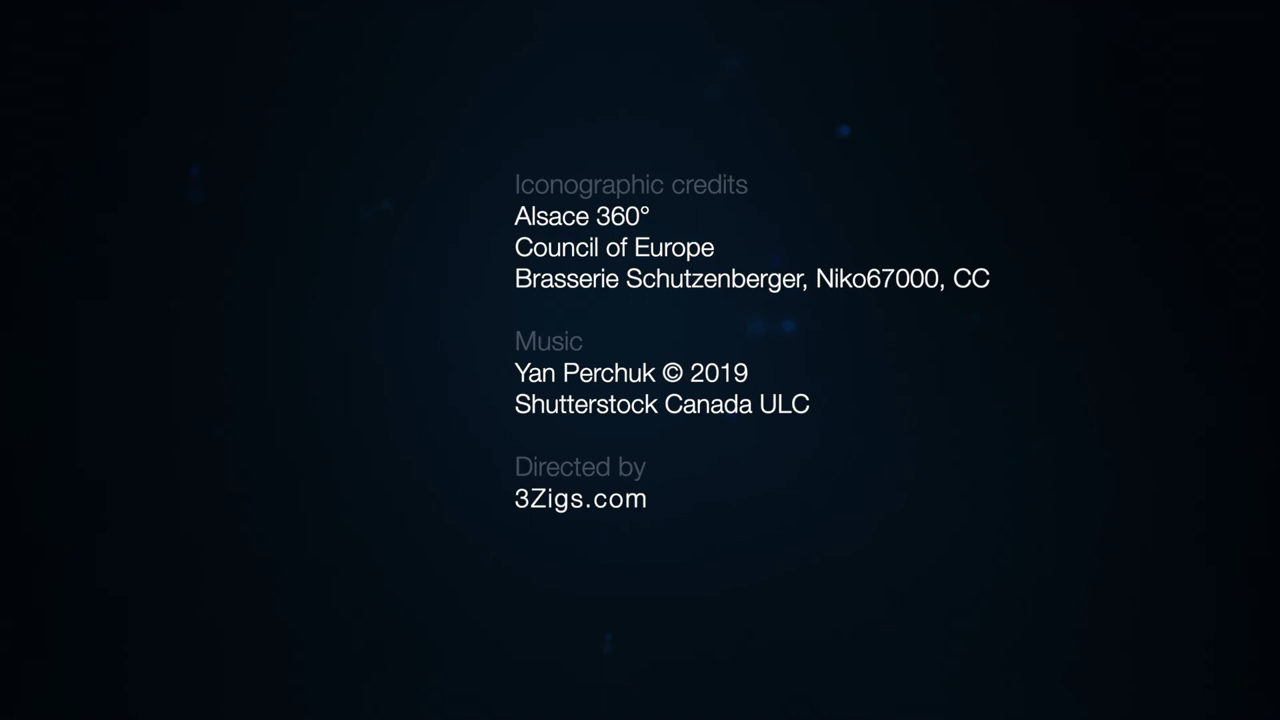 Iconographic credits
Alsace 360°
Council of Europe
Brasserie Schutzenberger, Niko67000, CC
Music
Yan Perchuk © 2019
Shutterstock Canada ULC
Directed by
3Zigs.com